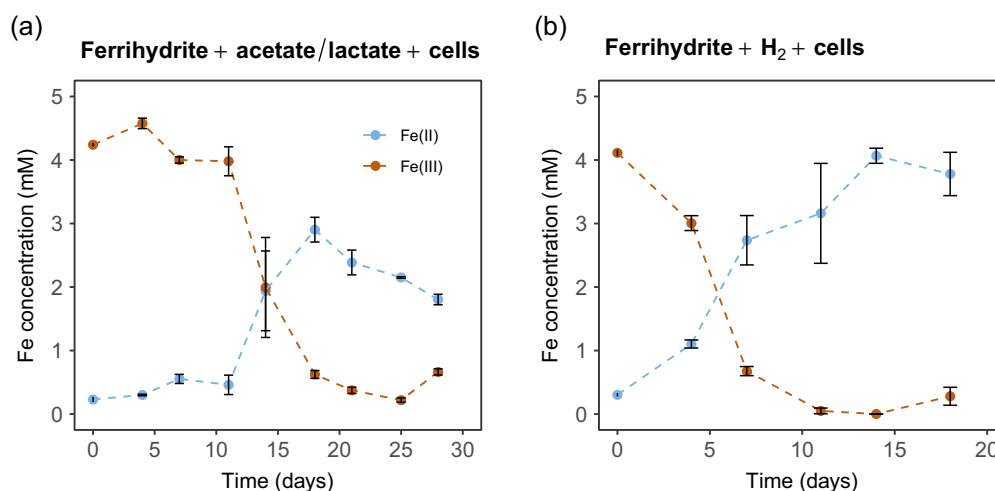 (a)
Ferrihydrite + acetate/lactate + cells
5
4
3
2
1
0
Fe concentration (mM)
Fe(II)
Fe(III)
0 5 10 15 20 25 30
Time (days)
(b)
Ferrihydrite + H₂ + cells
5
4
3
2
1
0
Fe concentration (mM)
0 5 10 15 20
Time (days)